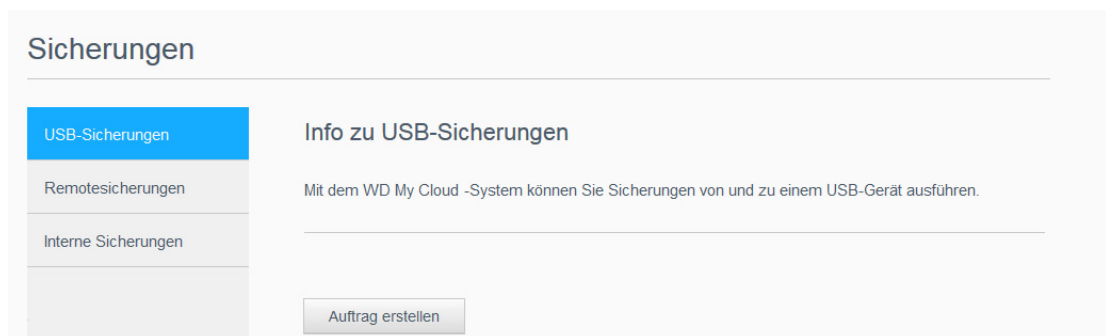 Sicherungen
USB-Sicherungen
Remotesicherungen
Interne Sicherungen
Info zu USB-Sicherungen
Mit dem WD My Cloud -System können Sie Sicherungen von und zu einem USB-Gerät ausführen.
Auftrag erstellen